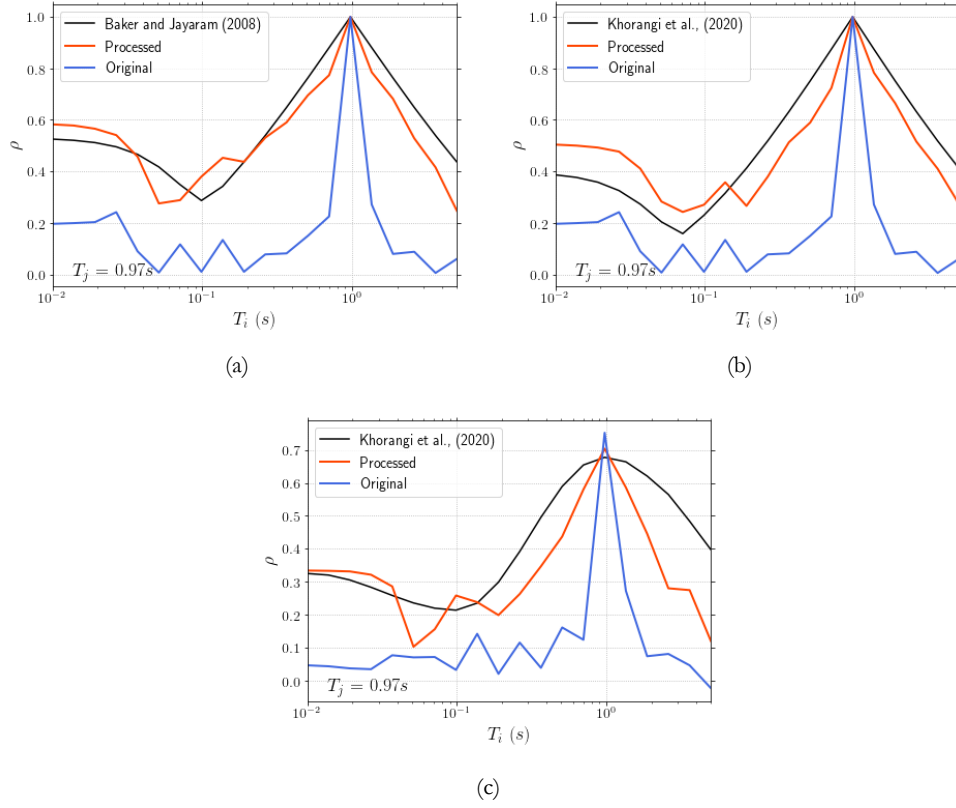 1.0
0.8
0.6
0.4
0.2
0.0
ρ
Baker and Jayaram (2008)
Processed
Original
T_j = 0.97s
10^{-2}
10^{-1}
10^0
T_i (s)
(a)
1.0
0.8
0.6
0.4
0.2
0.0
ρ
Khorangi et al., (2020)
Processed
Original
T_j = 0.97s
10^{-2}
10^{-1}
10^0
T_i (s)
(b)
0.7
0.6
0.5
0.4
0.3
0.2
0.1
0.0
ρ
Khorangi et al., (2020)
Processed
Original
T_j = 0.97s
10^{-2}
10^{-1}
10^0
T_i (s)
(c)